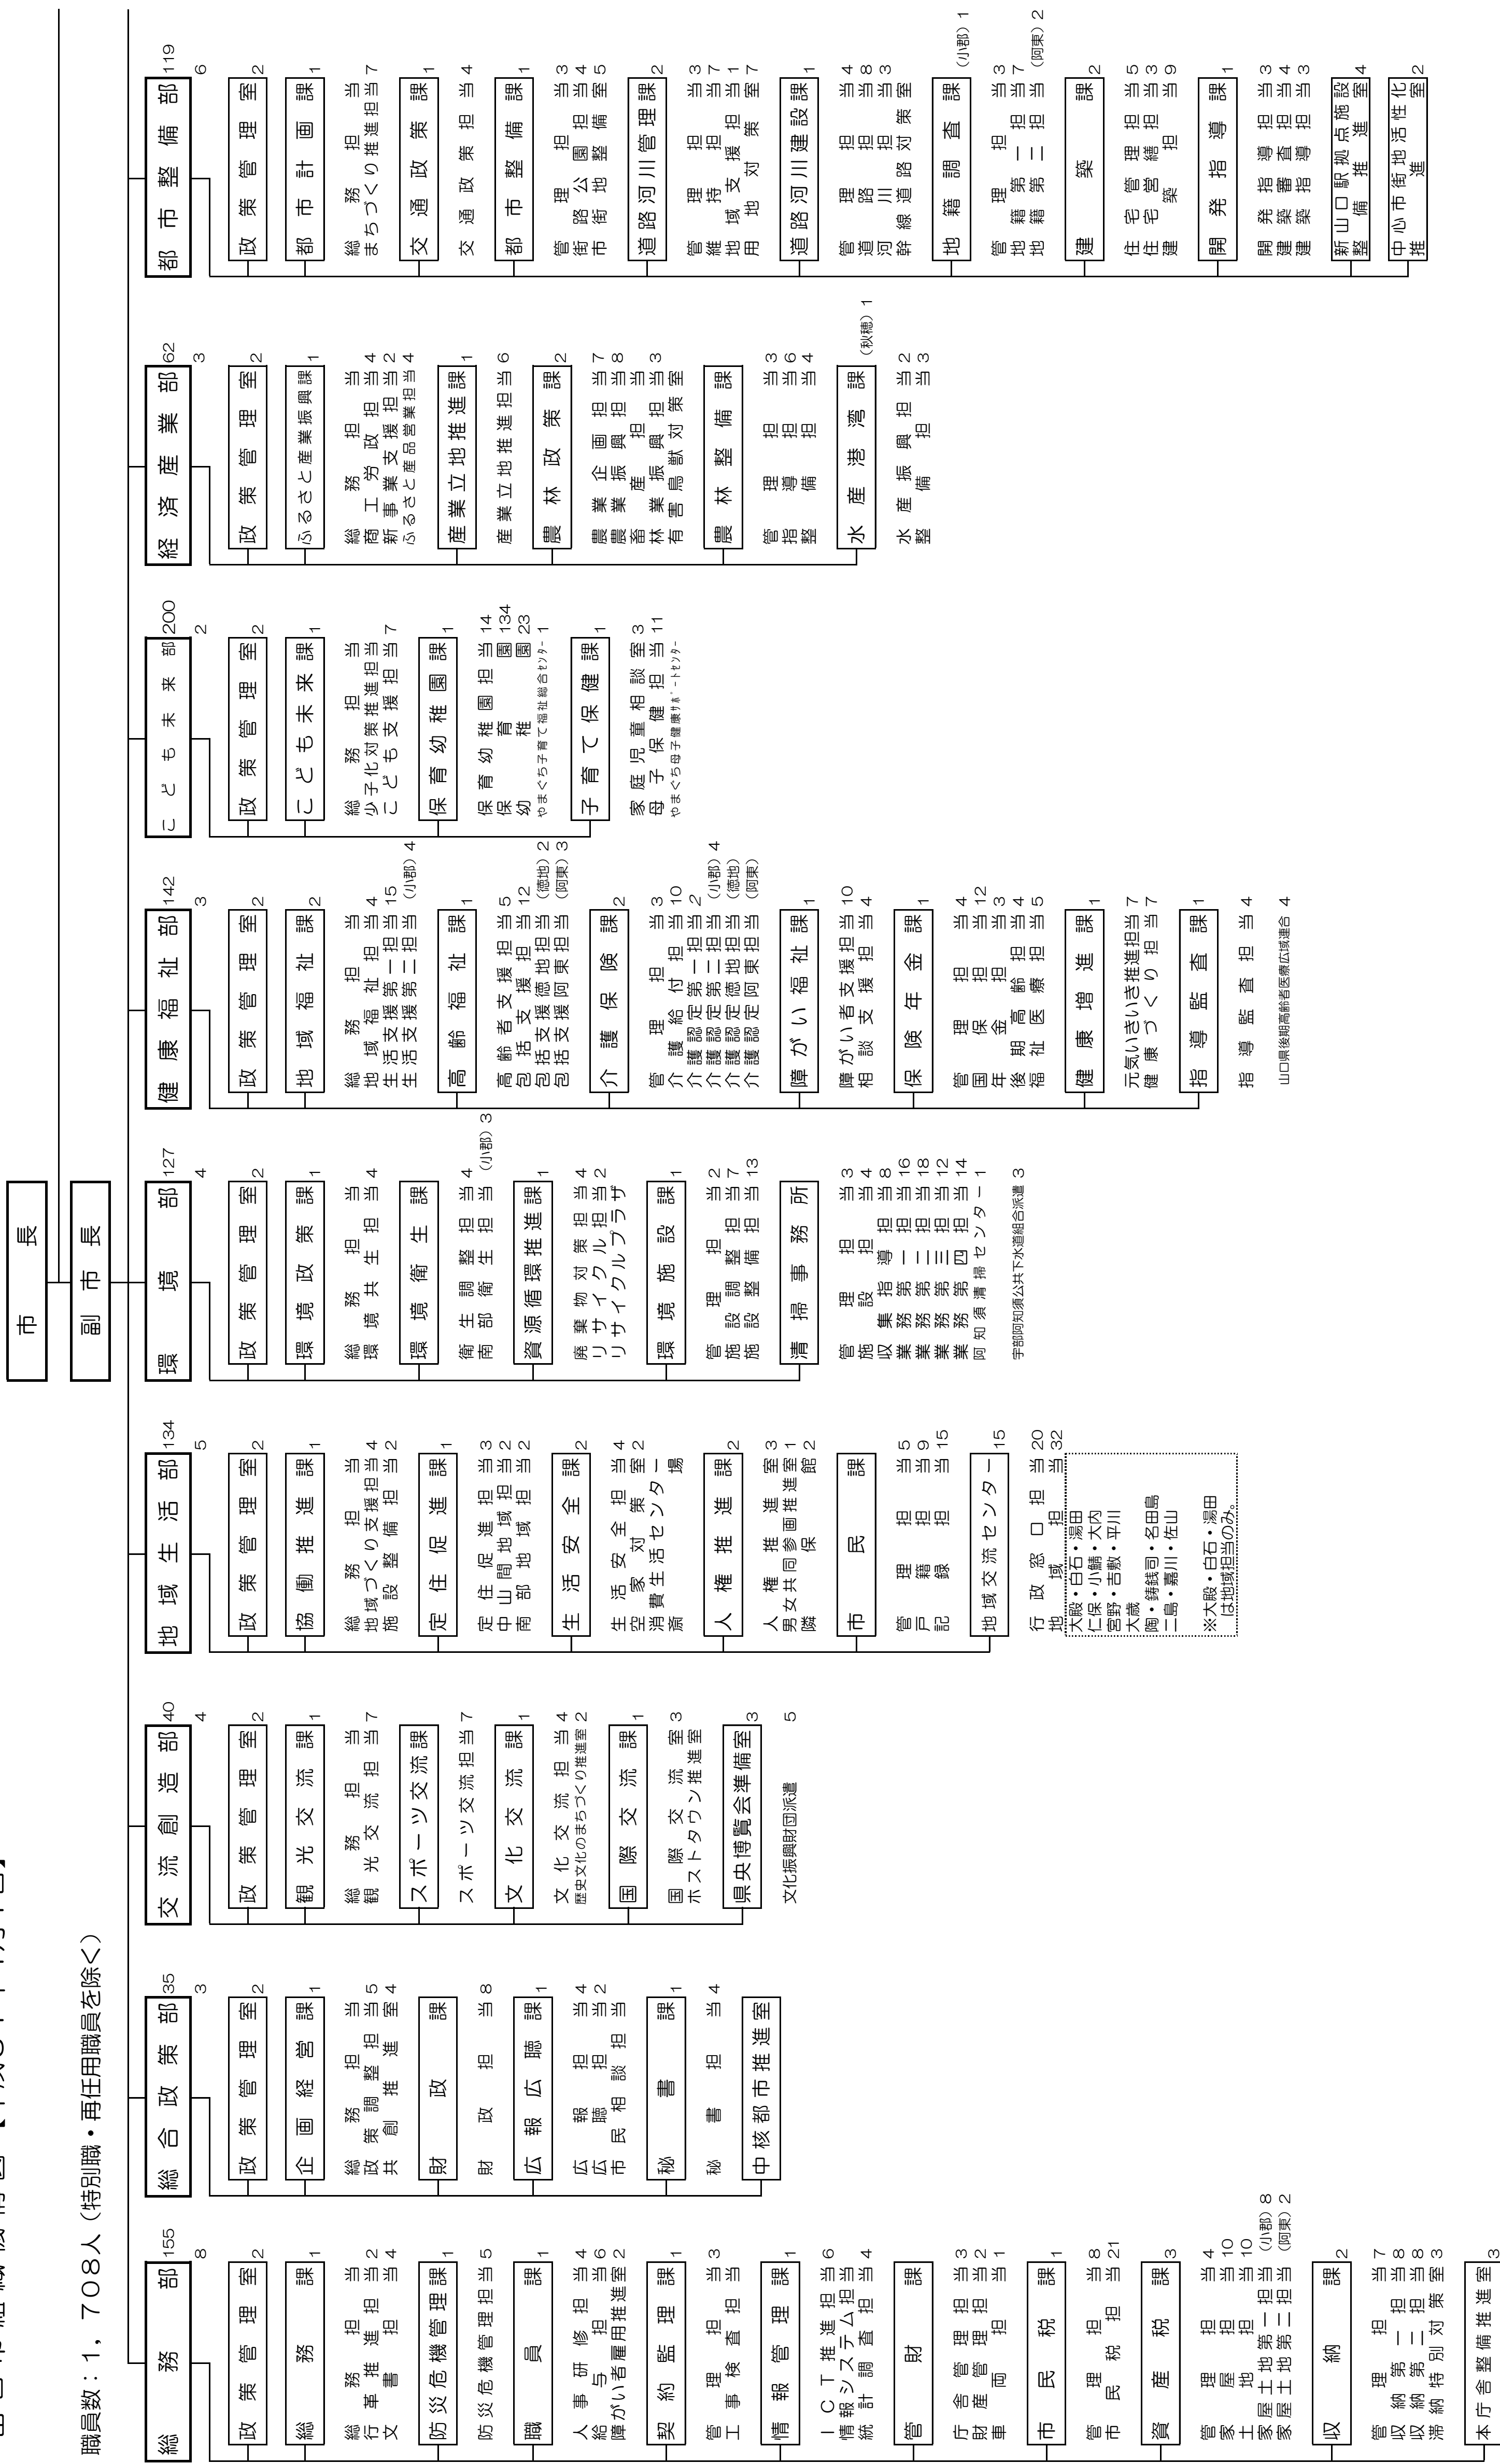 職員数：１，７０８人（特別職・再任用職員を除く）
市長
副市長
総務部 155
8
政策管理室 2
総務課 1
総務担当
行革推進担当 2
文書担当 4
防災危機管理課 1
防災危機管理担当 5
職員課 1
人事研修担当 4
給与担当 6
障がい者雇用推進室 2
契約監理課 1
管理担当 3
工事検査担当
情報管理課 1
ＩＣＴ推進担当 6
情報システム担当
統計調査担当 4
管財課
庁舎管理担当 3
財産管理担当 2
車両担当 1
市民税課 1
管理担当 8
市民税担当 21
資産税課 3
管理担当 4
家屋担当 10
土地担当 10
家屋土地第一担当（小郡）8
家屋土地第二担当（阿東）2
収納課 2
管理担当 7
収納第一担当 8
収納第二担当 8
滞納特別対策室 3
本庁舎整備推進室 3
総合政策部 35
3
政策管理室 2
企画経営課 1
総務担当
政策調整担当 5
共創推進室 4
財政課
財政担当 8
広報広聴課 1
広報担当 4
広聴担当 2
市民相談担当
秘書課 1
秘書担当 4
中核都市推進室
交流創造部 40
4
政策管理室 2
観光交流課 1
総務担当
観光交流担当 7
スポーツ交流課
スポーツ交流担当 7
文化交流課 1
文化交流担当 4
歴史文化のまちづくり推進室 2
国際交流課 1
国際交流室 3
ホストタウン推進室
県央博覧会準備室 3
文化振興財団派遣 5
地域生活部 134
5
政策管理室 2
協働推進課 1
総務担当
地域づくり支援担当 4
施設整備担当 2
定住促進課 1
定住促進担当 3
中山間地域担当 2
南部地域担当 2
生活安全課 2
生活安全担当 4
空家対策室 2
消費生活センター
斎場
人権推進課 2
人権推進室 3
男女共同参画推進室 1
隣保館 2
市民課
管理担当 5
戸籍担当 9
記録担当 15
地域交流センター 15
行政窓口担当 20
地域担当 32
大殿・白石・湯田
仁保・小鯖・大内
宮野・吉敷・平川
大歳
陶・鋳銭司・名田島
二島・嘉川・佐山
※大殿・白石・湯田
は地域担当のみ。
環境部 127
4
政策管理室 2
環境政策課 1
総務担当
環境共生担当 4
環境衛生課
衛生調整担当 4
南部衛生担当（小郡）3
資源循環推進課 1
廃棄物対策担当 4
リサイクル担当 2
リサイクルプラザ
環境施設課 1
管理担当 2
施設調整担当 7
施設整備担当 13
清掃事務所
管理担当 3
施設担当 4
収集指導担当 8
業務第一担当 16
業務第二担当 18
業務第三担当 12
業務第四担当 14
阿知須清掃センター 1
宇部阿知須公共下水道組合派遣 3
健康福祉部 142
3
政策管理室 2
地域福祉課 2
総務担当
地域福祉担当 4
生活支援第一担当 15
生活支援第二担当（小郡）4
高齢福祉課 1
高齢者支援担当 5
包括支援担当 12
包括支援徳地担当（徳地）2
包括支援阿東担当（阿東）3
介護保険課 2
管理担当 3
介護給付担当 10
介護認定第一担当 2
介護認定第二担当（小郡）4
介護認定徳地担当（徳地）
介護認定阿東担当（阿東）
障がい福祉課 1
障がい者支援担当 10
相談支援担当 4
保険年金課 1
管理担当 4
国保担当 12
年金担当 3
後期高齢担当 4
福祉医療担当 5
健康増進課 1
元気いきいき推進担当 7
健康づくり担当 7
指導監査課 1
指導監査担当 4
山口県後期高齢者医療広域連合 4
こども未来部 200
2
政策管理室 2
こども未来課 1
総務担当
少子化対策推進担当
こども支援担当 7
保育幼稚園課 1
保育幼稚園担当 14
保育園 134
幼稚園 23
やまぐち子育て福祉総合ｾﾝﾀｰ 1
子育て保健課 1
家庭児童相談室 3
母子保健担当 11
やまぐち母子健康ｻﾎﾟｰﾄｾﾝﾀｰ
経済産業部 62
3
政策管理室 2
ふるさと産業振興課 1
総務担当
商工労政担当 4
新事業支援担当 2
ふるさと産品営業担当 4
産業立地推進課 1
産業立地推進担当 6
農林政策課 2
農業企画担当 7
農業振興担当 8
畜産担当
林業振興担当 3
有害鳥獣対策室
農林整備課
管理担当 3
指導担当 6
整備担当 4
水産港湾課（秋穂）1
水産振興担当 2
整備担当 3
都市整備部 119
6
政策管理室 2
都市計画課 1
総務担当
まちづくり推進担当 7
交通政策課 1
交通政策担当 4
都市整備課 1
管理担当 3
街路公園担当 4
市街地整備室 5
道路河川管理課 2
管理担当 3
維持担当 7
地域支援担当 1
用地対策室 7
道路河川建設課 1
管理担当 4
道路担当 8
河川担当 3
幹線道路対策室
地籍調査課（小郡）1
管理担当 3
地籍第一担当 7
地籍第二担当（阿東）2
建築課 2
住宅管理担当 5
住宅営繕担当 3
建築担当 9
開発指導課 1
開発指導担当 3
建築審査担当 4
建築指導担当 3
新山口駅拠点施設
整備推進室 4
中心市街地活性化
推進室 2